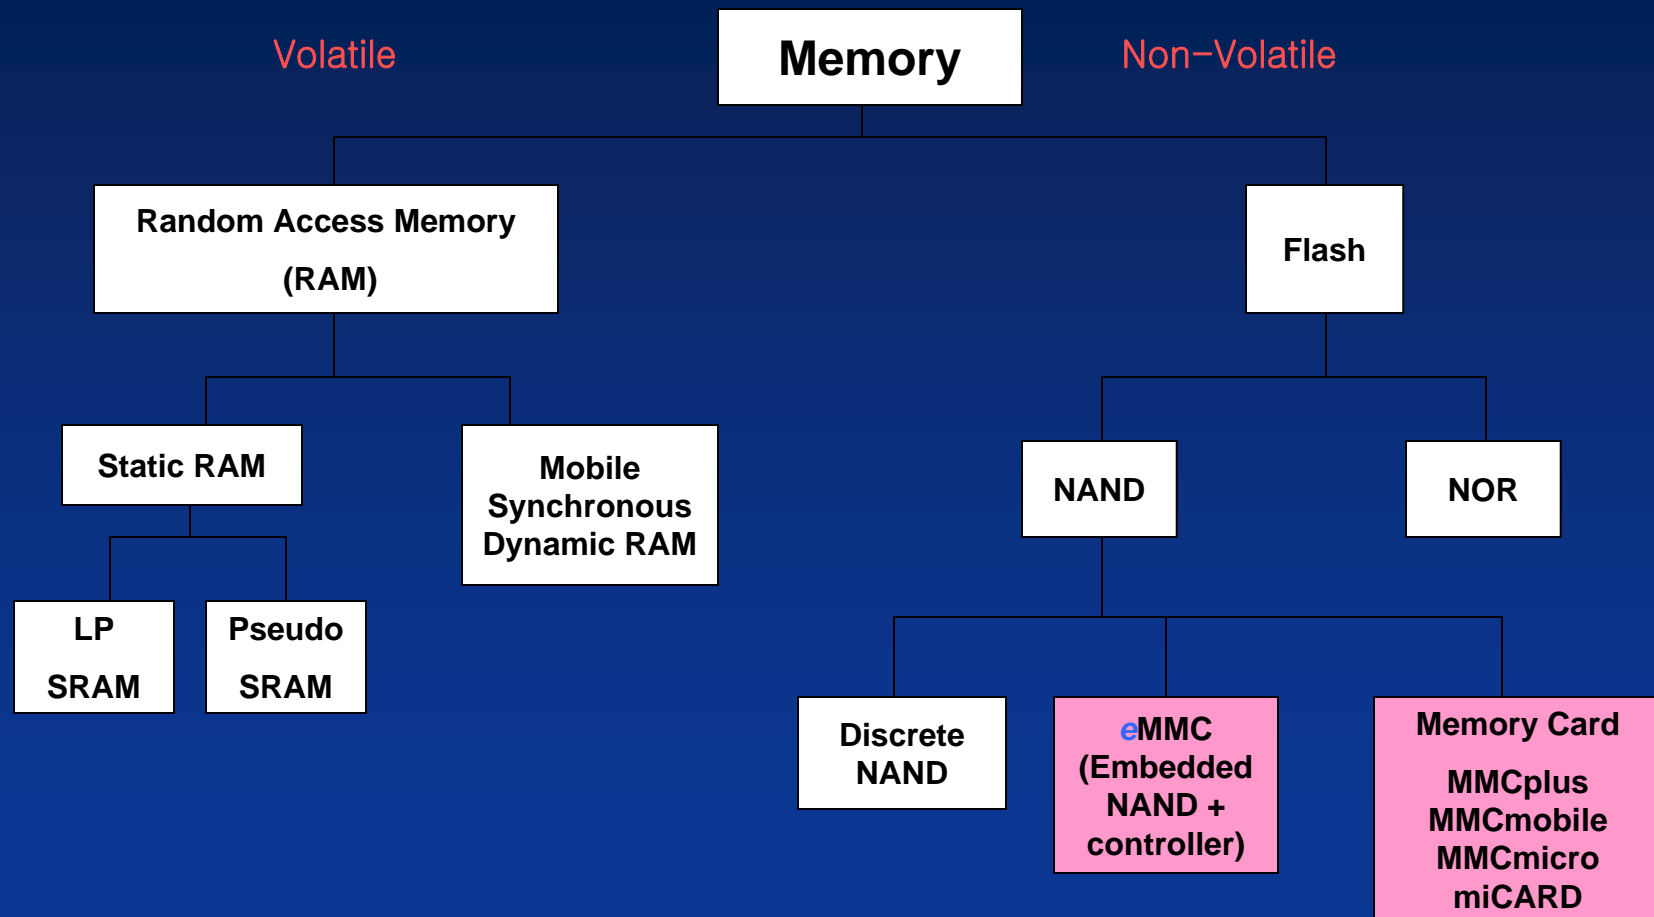 Volatile
Memory
Non-Volatile
Random Access Memory
(RAM)
Flash
Static RAM
Mobile
Synchronous
Dynamic RAM
NAND
NOR
LP
SRAM
Pseudo
SRAM
Discrete
NAND
eMMC
(Embedded
NAND +
controller)
Memory Card
MMCplus
MMCmobile
MMCmicro
miCARD